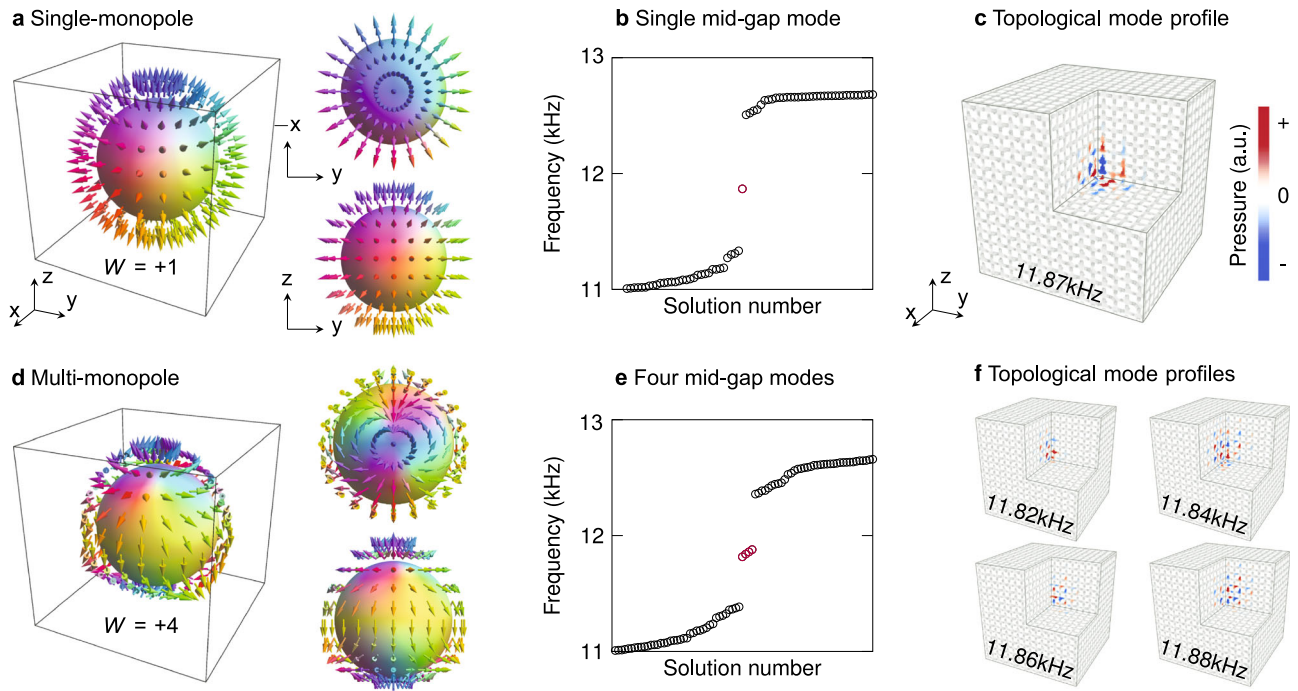 a Single-monopole
x
y
W = +1
z
x
y
z
y
b Single mid-gap mode
13
12
11
Frequency (kHz)
Solution number
c Topological mode profile
11.87kHz
z
x
y
Pressure (a.u.)
+
0
-
d Multi-monopole
W = +4
e Four mid-gap modes
13
12
11
Frequency (kHz)
Solution number
f Topological mode profiles
11.82kHz
11.84kHz
11.86kHz
11.88kHz